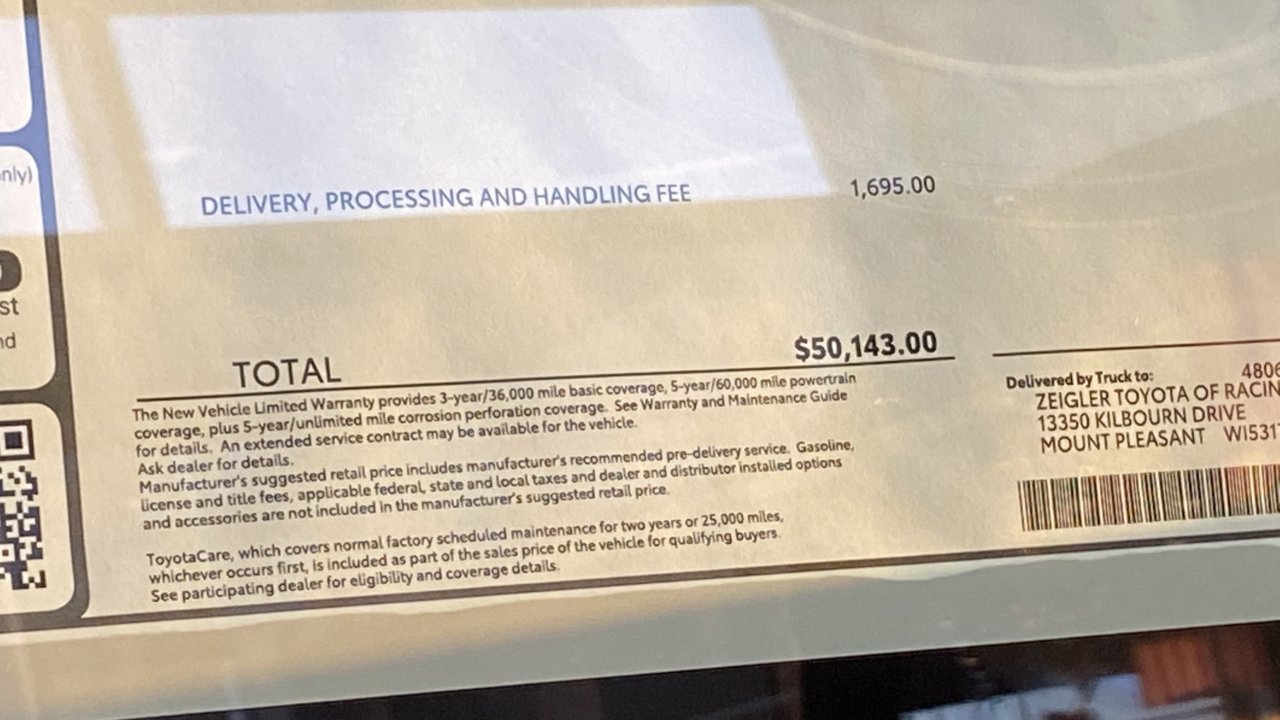 nly)
DELIVERY, PROCESSING AND HANDLING FEE 1,695.00
st
nd
TOTAL $50,143.00
The New Vehicle Limited Warranty provides 3-year/36,000 mile basic coverage, 5-year/60,000 mile powertrain
coverage, plus 5-year/unlimited mile corrosion perforation coverage. See Warranty and Maintenance Guide
for details. An extended service contract may be available for the vehicle.
Ask dealer for details.
Manufacturer's suggested retail price includes manufacturer's recommended pre-delivery service. Gasoline,
license and title fees, applicable federal, state and local taxes and dealer and distributor installed options
and accessories are not included in the manufacturer's suggested retail price.
ToyotaCare, which covers normal factory scheduled maintenance for two years or 25,000 miles,
whichever occurs first, is included as part of the sales price of the vehicle for qualifying buyers.
See participating dealer for eligibility and coverage details.
Delivered by Truck to: 480
ZEIGLER TOYOTA OF RACIN
13350 KILBOURN DRIVE
MOUNT PLEASANT WI531